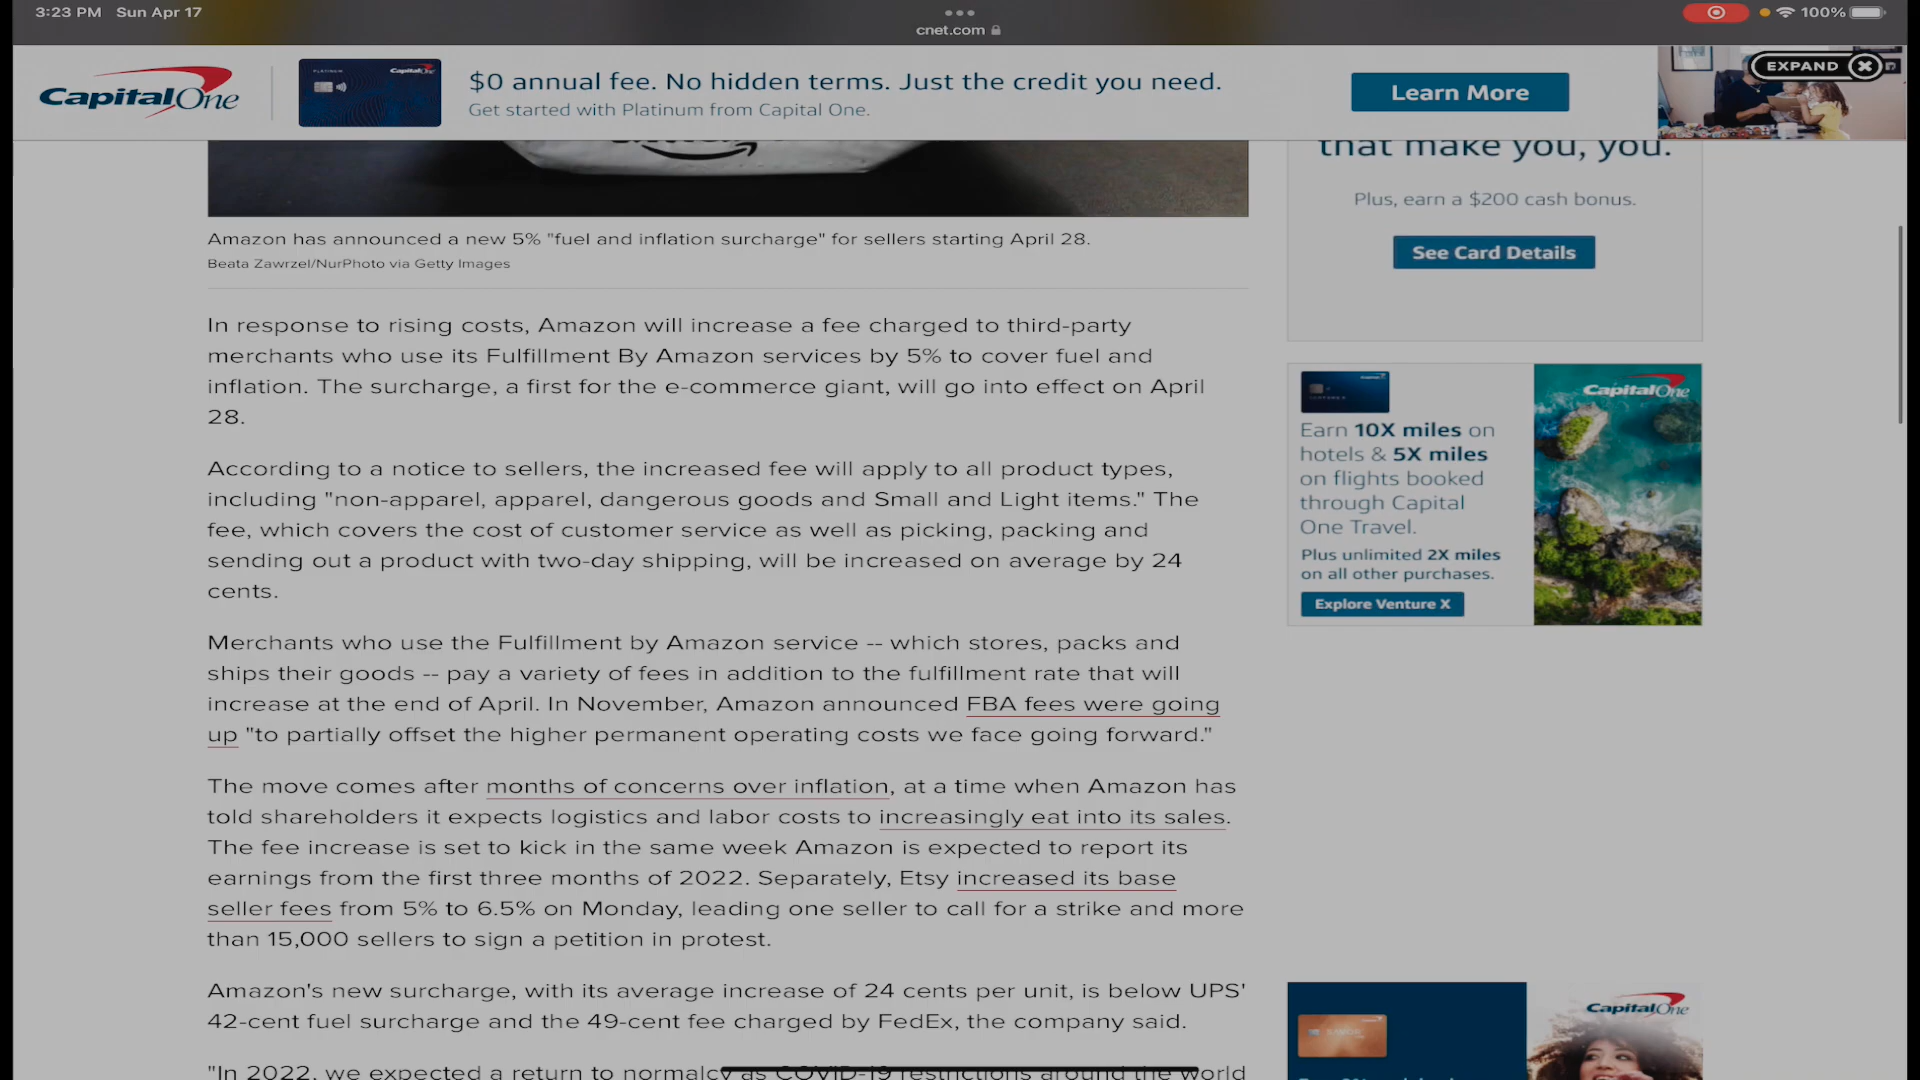 3:23 PM Sun Apr 17
100%
cnet.com
CapitalOne
PLATINUM
CapitalOne
$0 annual fee. No hidden terms. Just the credit you need.
Get started with Platinum from Capital One.
Learn More
EXPAND
that make you, you.
Plus, earn a $200 cash bonus.
See Card Details
Amazon has announced a new 5% "fuel and inflation surcharge" for sellers starting April 28.
Beata Zawrzel/NurPhoto via Getty Images
In response to rising costs, Amazon will increase a fee charged to third-party
merchants who use its Fulfillment By Amazon services by 5% to cover fuel and
inflation. The surcharge, a first for the e-commerce giant, will go into effect on April
28.
According to a notice to sellers, the increased fee will apply to all product types,
including "non-apparel, apparel, dangerous goods and Small and Light items." The
fee, which covers the cost of customer service as well as picking, packing and
sending out a product with two-day shipping, will be increased on average by 24
cents.
Merchants who use the Fulfillment by Amazon service -- which stores, packs and
ships their goods -- pay a variety of fees in addition to the fulfillment rate that will
increase at the end of April. In November, Amazon announced FBA fees were going
up "to partially offset the higher permanent operating costs we face going forward."
The move comes after months of concerns over inflation, at a time when Amazon has
told shareholders it expects logistics and labor costs to increasingly eat into its sales.
The fee increase is set to kick in the same week Amazon is expected to report its
earnings from the first three months of 2022. Separately, Etsy increased its base
seller fees from 5% to 6.5% on Monday, leading one seller to call for a strike and more
than 15,000 sellers to sign a petition in protest.
Amazon's new surcharge, with its average increase of 24 cents per unit, is below UPS'
42-cent fuel surcharge and the 49-cent fee charged by FedEx, the company said.
"In 2022, we expected a return to normalcy as COVID-19 restrictions around the world
CapitalOne
Earn 10X miles on
hotels & 5X miles
on flights booked
through Capital
One Travel.
Plus unlimited 2X miles
on all other purchases.
Explore Venture X
CapitalOne